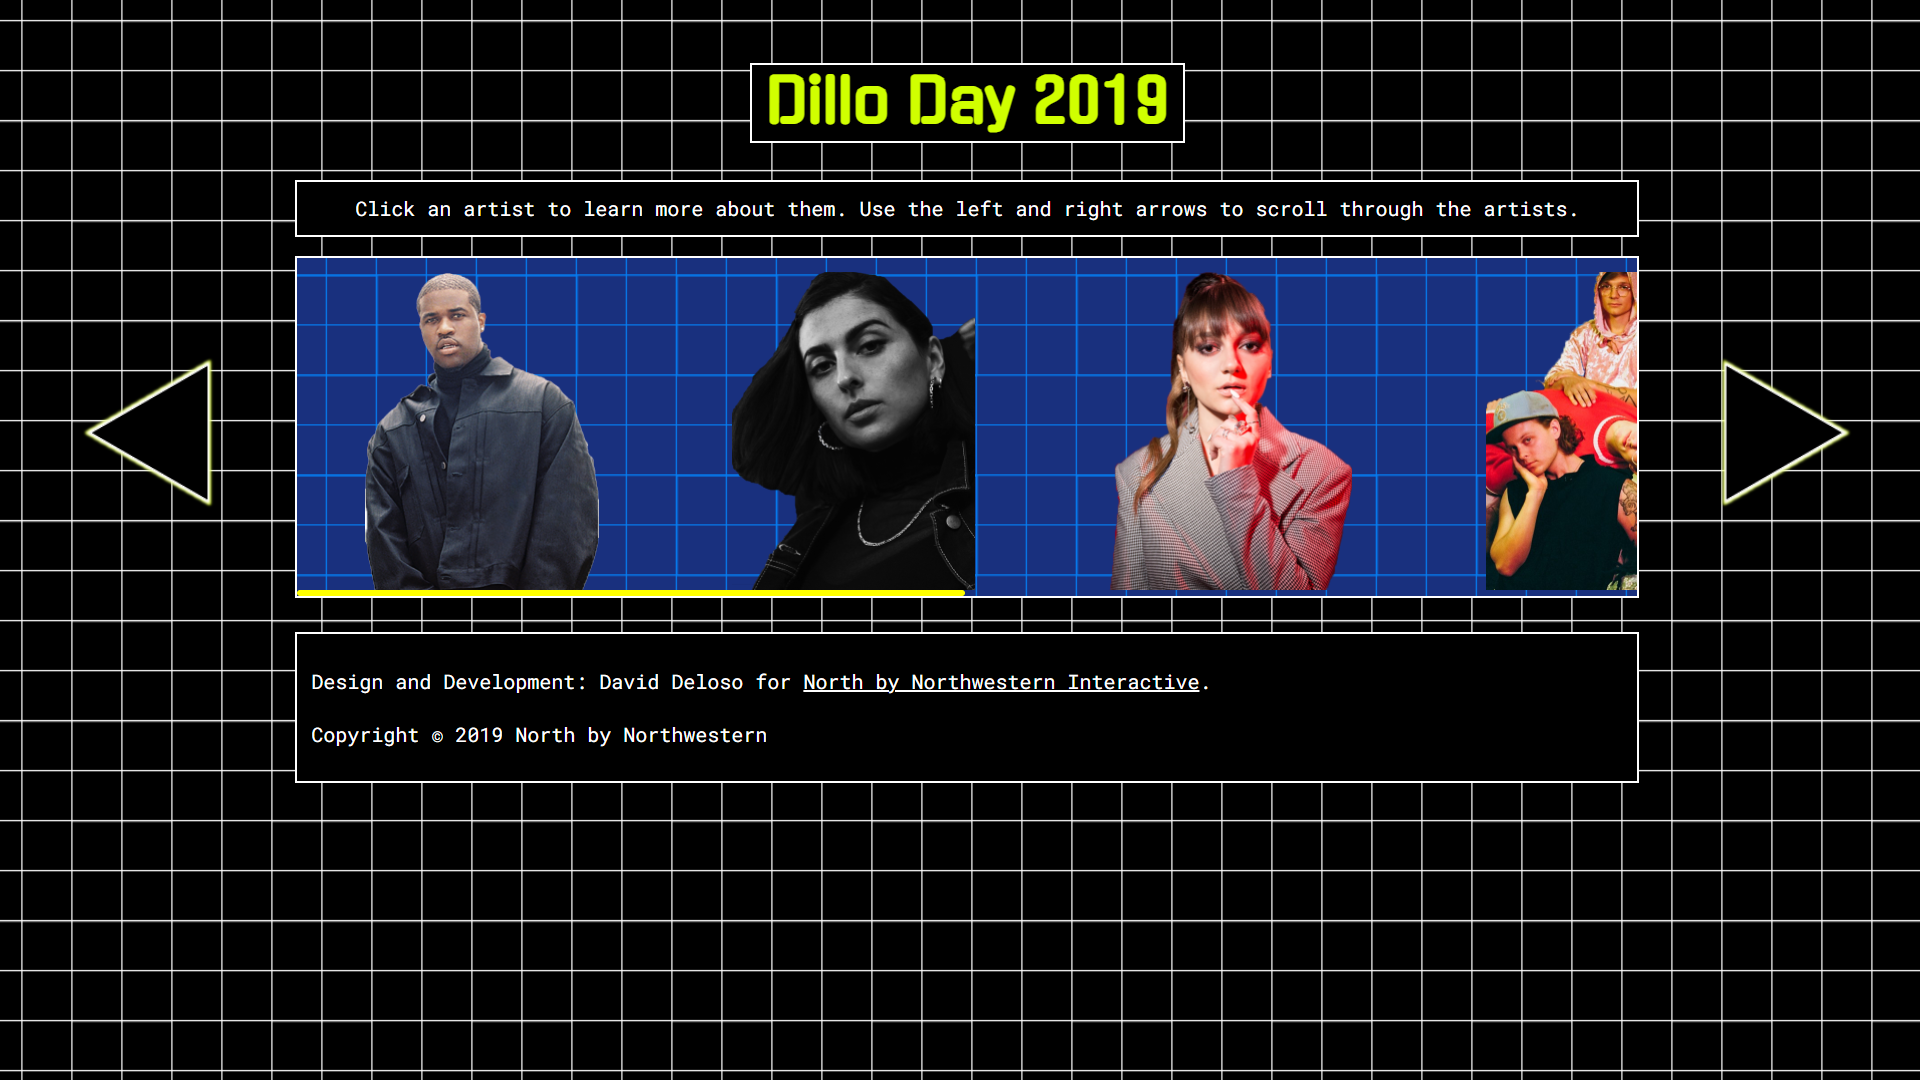 Dillo Day 2019
Click an artist to learn more about them. Use the left and right arrows to scroll through the artists.
Design and Development: David Deloso for North by Northwestern Interactive.
Copyright © 2019 North by Northwestern